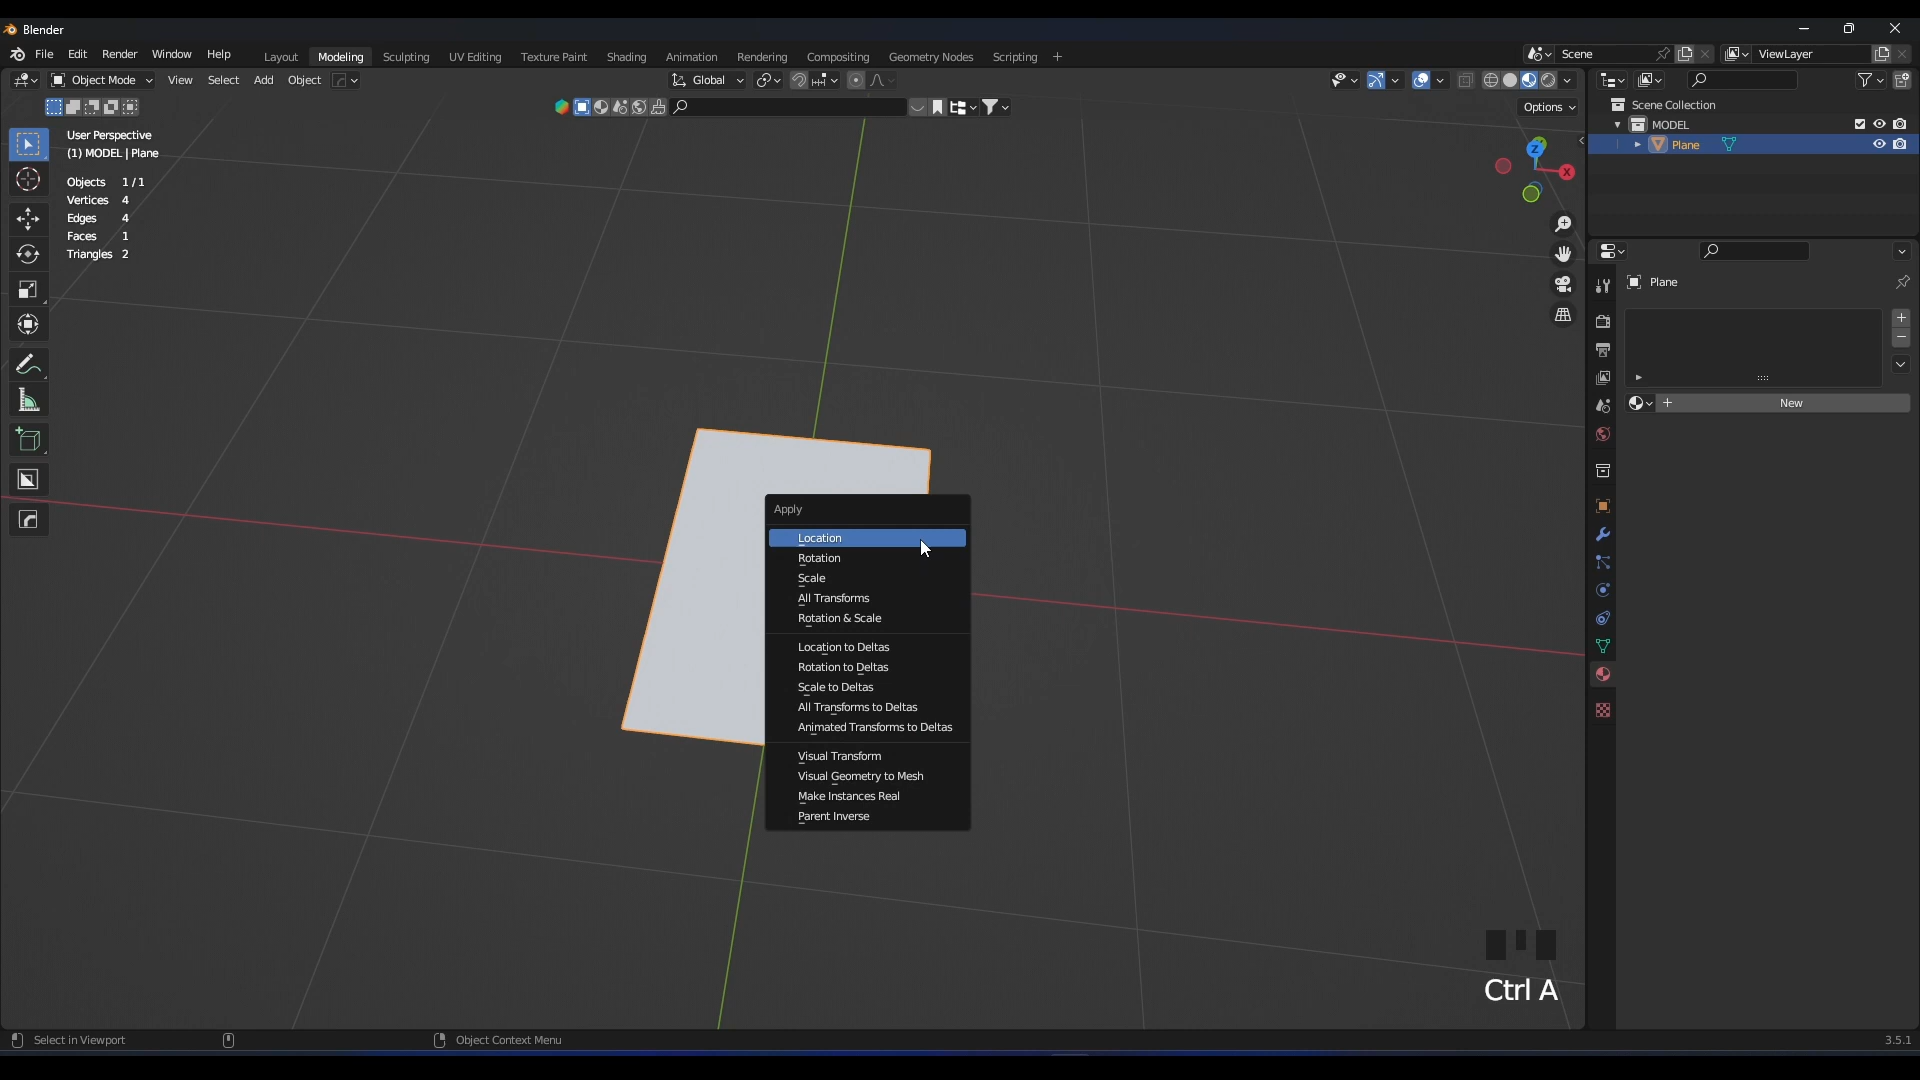 Blender
File Edit Render Window Help Layout Modeling Sculpting UV Editing Texture Paint Shading Animation Rendering Compositing Geometry Nodes Scripting + Scene ViewLayer
Object Mode View Select Add Object Global
Options
User Perspective
(1) MODEL | Plane
Objects 1/1
Vertices 4
Edges 4
Faces 1
Triangles 2
Z
X
Scene Collection
MODEL
Plane
Plane
New
Apply
Location
Rotation
Scale
All Transforms
Rotation & Scale
Location to Deltas
Rotation to Deltas
Scale to Deltas
All Transforms to Deltas
Animated Transforms to Deltas
Visual Transform
Visual Geometry to Mesh
Make Instances Real
Parent Inverse
Ctrl A
Select in Viewport Object Context Menu 3.5.1